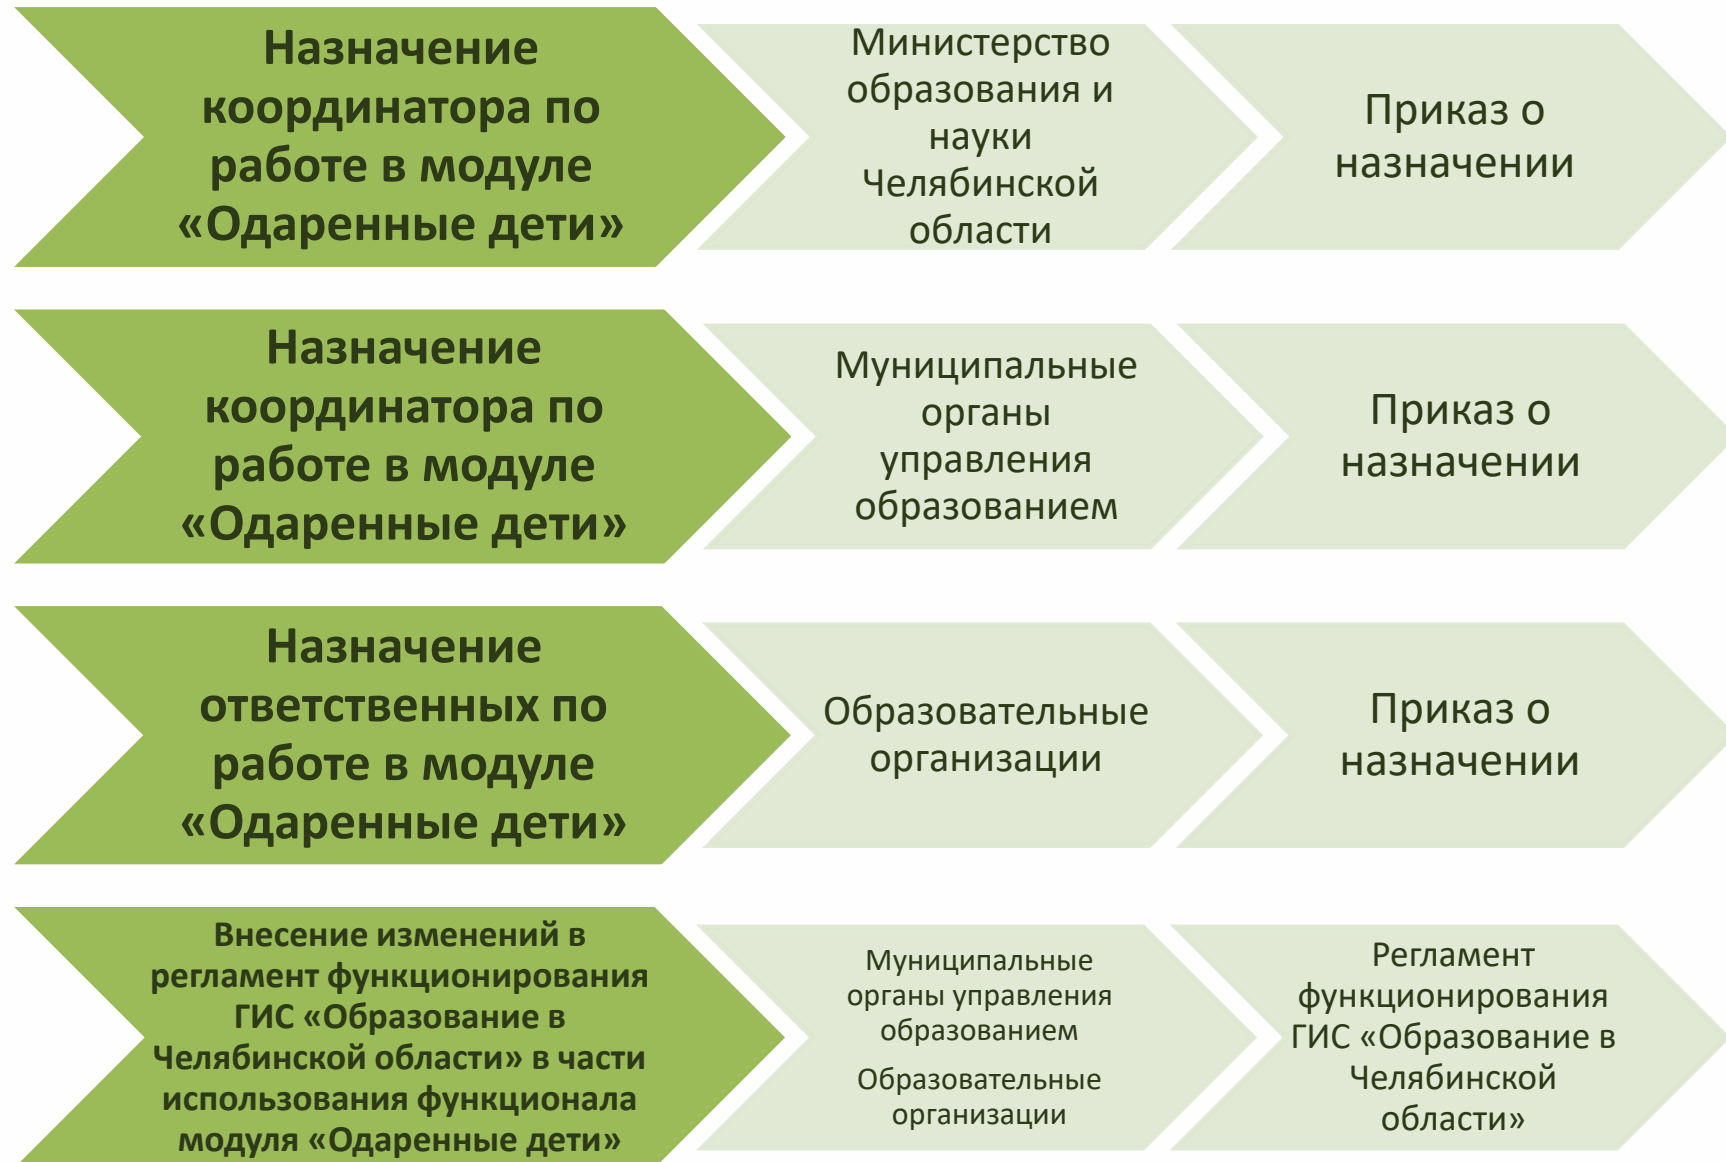 Назначение
координатора по
работе в модуле
«Одаренные дети»
Министерство
образования и
науки
Челябинской
области
Приказ о
назначении
Назначение
координатора по
работе в модуле
«Одаренные дети»
Муниципальные
органы
управления
образованием
Приказ о
назначении
Назначение
ответственных по
работе в модуле
«Одаренные дети»
Образовательные
организации
Приказ о
назначении
Внесение изменений в
регламент функционирования
ГИС «Образование в
Челябинской области» в части
использования функционала
модуля «Одаренные дети»
Муниципальные
органы управления
образованием
Образовательные
организации
Регламент
функционирования
ГИС «Образование в
Челябинской
области»